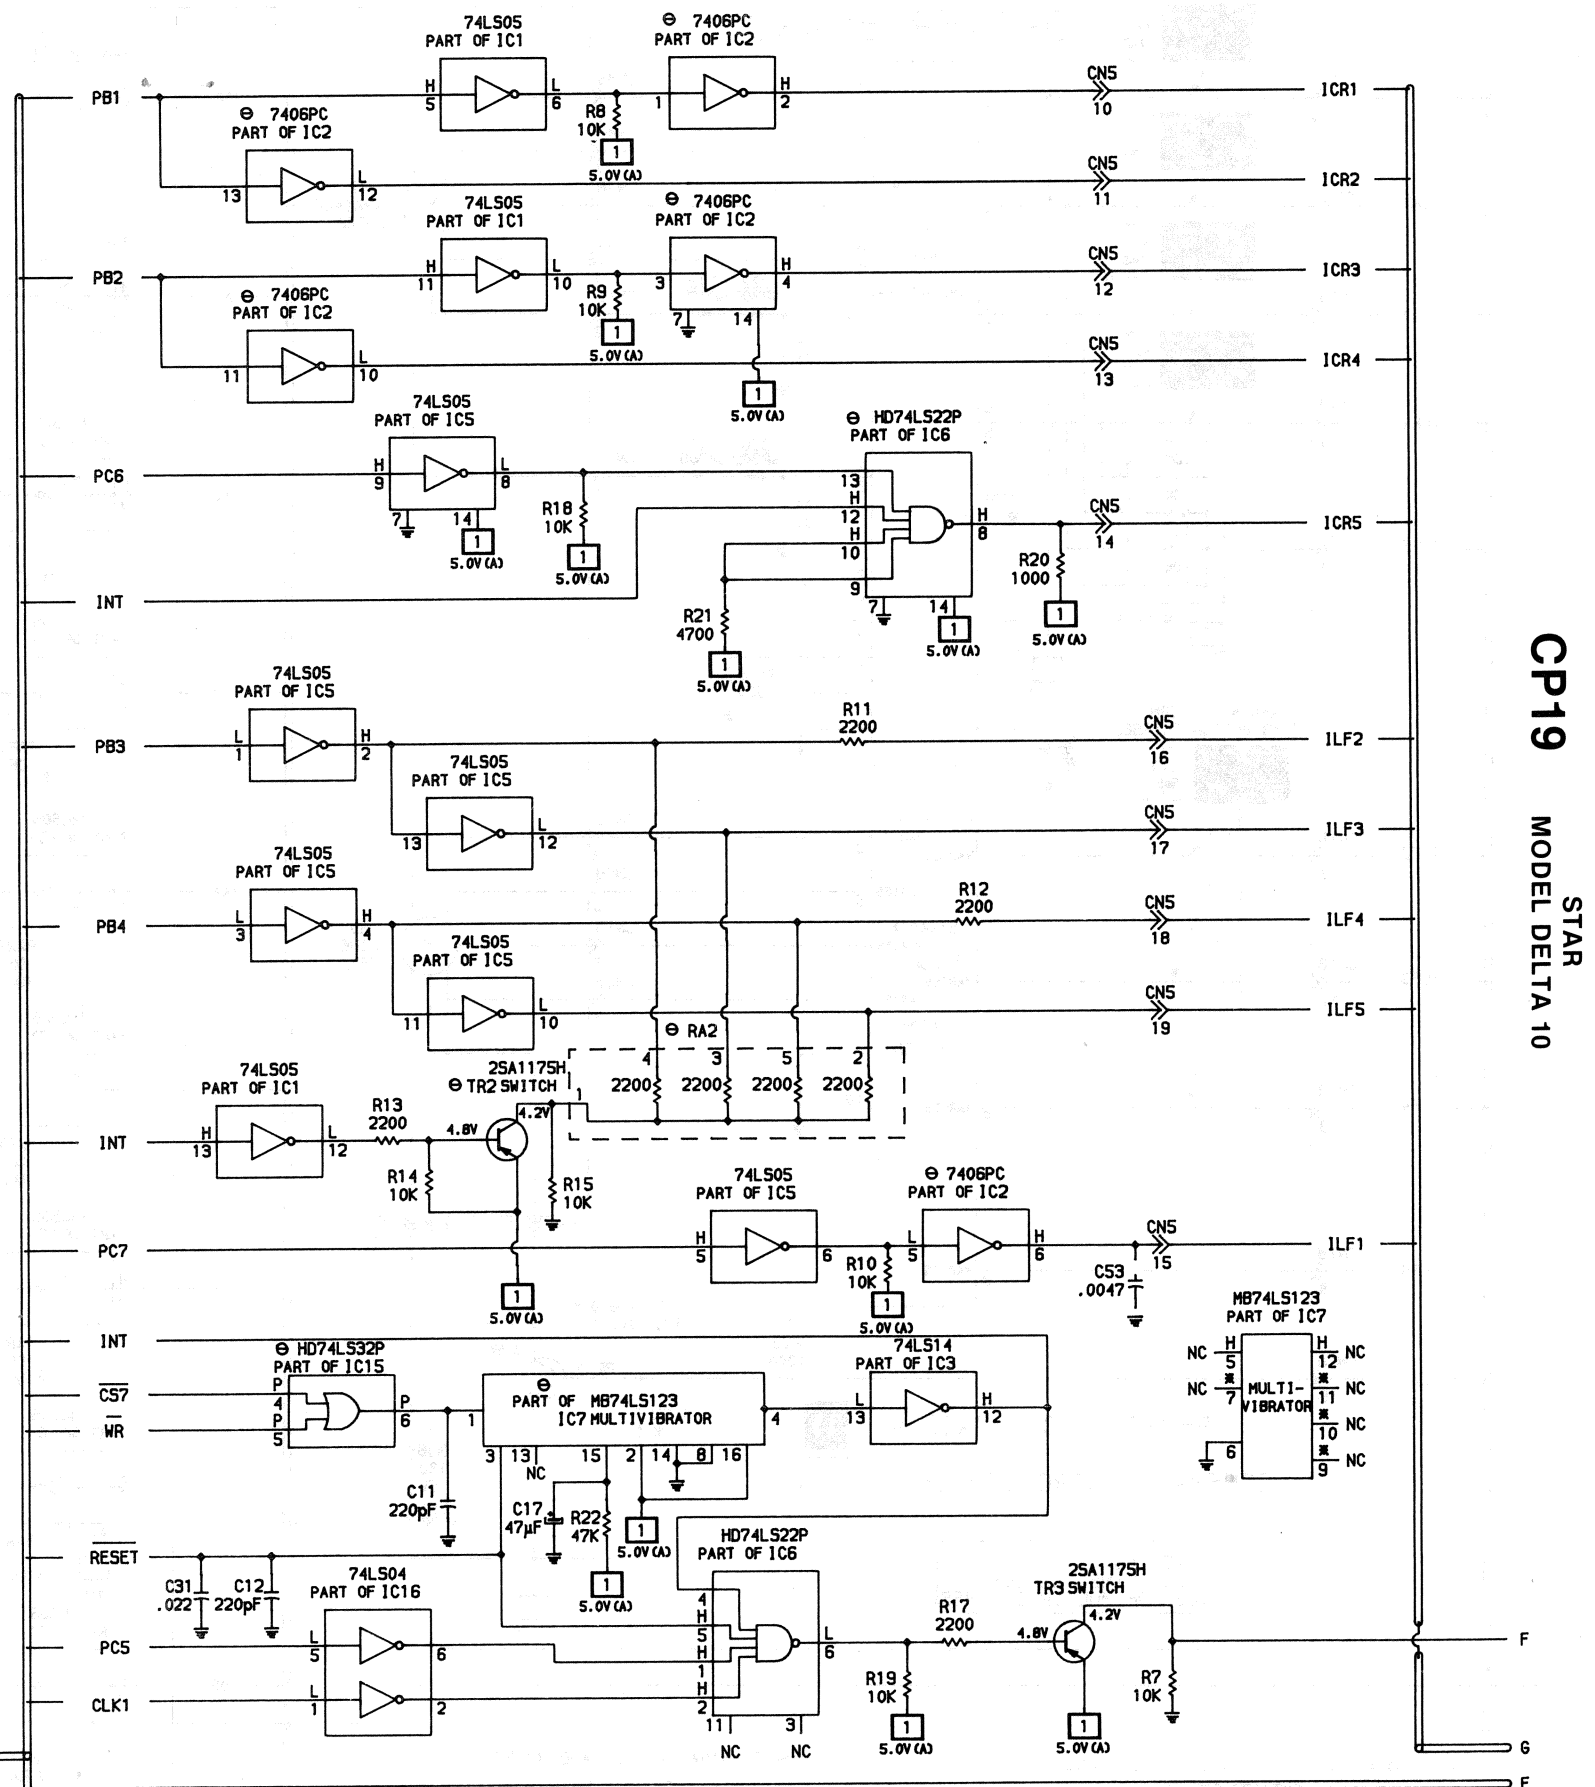 74LS05
PART OF IC1
⊖ 7406PC
PART OF IC2
PB1
H
5
L
6
1
H
2
CN5
10
ICR1
R8
10K
1
5.0V(A)
⊖ 7406PC
PART OF IC2
13
L
12
CN5
11
ICR2
74LS05
PART OF IC1
⊖ 7406PC
PART OF IC2
PB2
H
11
L
10
3
H
4
7
14
CN5
12
ICR3
R9
10K
1
5.0V(A)
⊖ 7406PC
PART OF IC2
11
L
10
1
5.0V(A)
CN5
13
ICR4
74LS05
PART OF IC5
PC6
H
9
L
8
7
14
1
5.0V(A)
R18
10K
1
5.0V(A)
⊖ HD74LS22P
PART OF IC6
13
H
12
H
10
9
H
8
7
14
1
5.0V(A)
CN5
14
ICR5
R20
1000
1
5.0V(A)
INT
R21
4700
1
5.0V(A)
74LS05
PART OF IC5
PB3
L
1
H
2
R11
2200
CN5
16
ILF2
74LS05
PART OF IC5
13
L
12
CN5
17
ILF3
74LS05
PART OF IC5
PB4
L
3
H
4
R12
2200
CN5
18
ILF4
74LS05
PART OF IC5
11
L
10
CN5
19
ILF5
⊖ RA2
4
3
5
2
2200
2200
2200
2200
1
74LS05
PART OF IC1
INT
H
13
L
12
R13
2200
2SA1175H
⊖ TR2 SWITCH
4.8V
4.2V
R14
10K
R15
10K
1
5.0V(A)
74LS05
PART OF IC5
⊖ 7406PC
PART OF IC2
PC7
H
5
6
L
5
H
6
R10
10K
1
5.0V(A)
C53
.0047
CN5
15
ILF1
MB74LS123
PART OF IC7
MULTI-
VIBRATOR
NC
H
5
NC
※
7
6
H
12
NC
※
11
NC
※
10
NC
※
9
NC
INT
⊖ HD74LS32P
PART OF IC15
CS7
P
4
WR
P
5
P
6
C11
220pF
⊖
PART OF MB74LS123
IC7 MULTIVIBRATOR
1
4
3
13
NC
15
2
14
8
16
C17
47µF
R22
47K
1
5.0V(A)
1
5.0V(A)
74LS14
PART OF IC3
L
13
H
12
RESET
C31
.022
C12
220pF
74LS04
PART OF IC16
PC5
L
5
6
CLK1
L
1
2
HD74LS22P
PART OF IC6
4
H
5
H
1
H
2
11
NC
3
NC
L
6
R19
10K
1
5.0V(A)
R17
2200
2SA1175H
TR3 SWITCH
4.8V
4.2V
1
5.0V(A)
R7
10K
F
G
E
CP19
STAR
MODEL DELTA 10